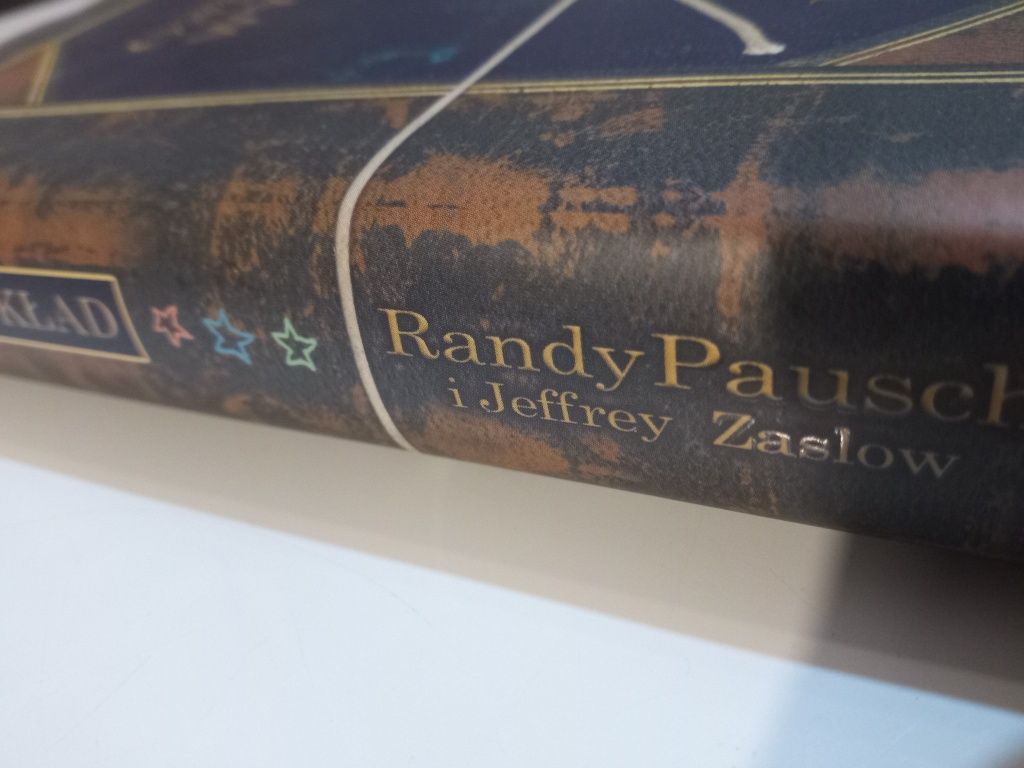 KŁAD
Randy Pausch
i Jeffrey Zaslow